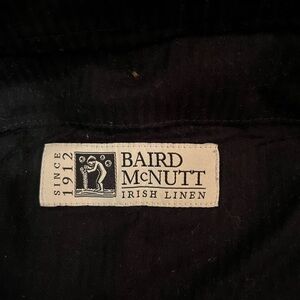 SINCE
1912
BAIRD
McNUTT
IRISH LINEN